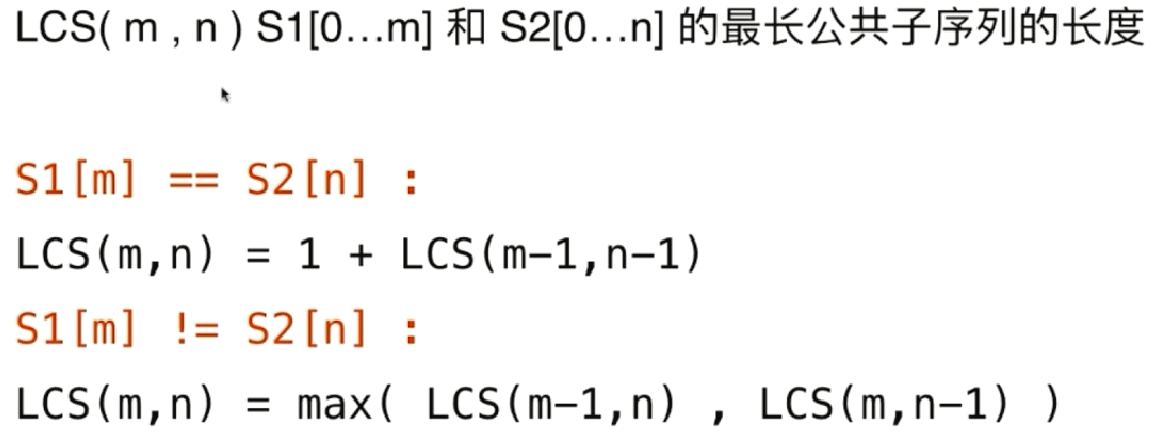 LCS( m , n ) S1[0...m] 和 S2[0...n] 的最长公共子序列的长度
S1[m] == S2[n] :
LCS(m,n) = 1 + LCS(m-1,n-1)
S1[m] != S2[n] :
LCS(m,n) = max( LCS(m-1,n) , LCS(m,n-1) )